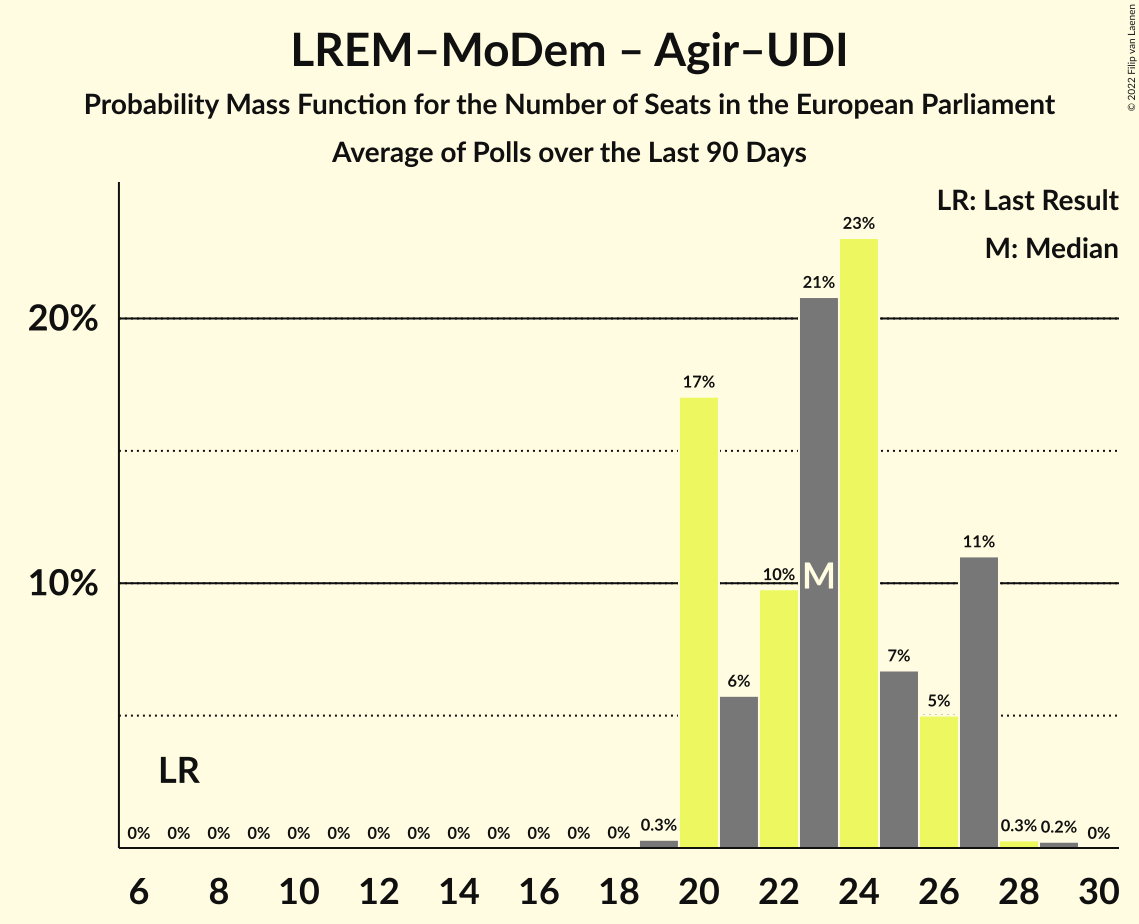 LREM–MoDem – Agir–UDI
Probability Mass Function for the Number of Seats in the European Parliament
Average of Polls over the Last 90 Days
© 2022 Filip van Laenen
LR: Last Result
M: Median
23%
21%
20%
17%
11%
10%
10%
M
7%
6%
5%
LR
0% 0% 0% 0% 0% 0% 0% 0% 0% 0% 0% 0% 0% 0.3% 0.3% 0.2% 0%
6 8 10 12 14 16 18 20 22 24 26 28 30